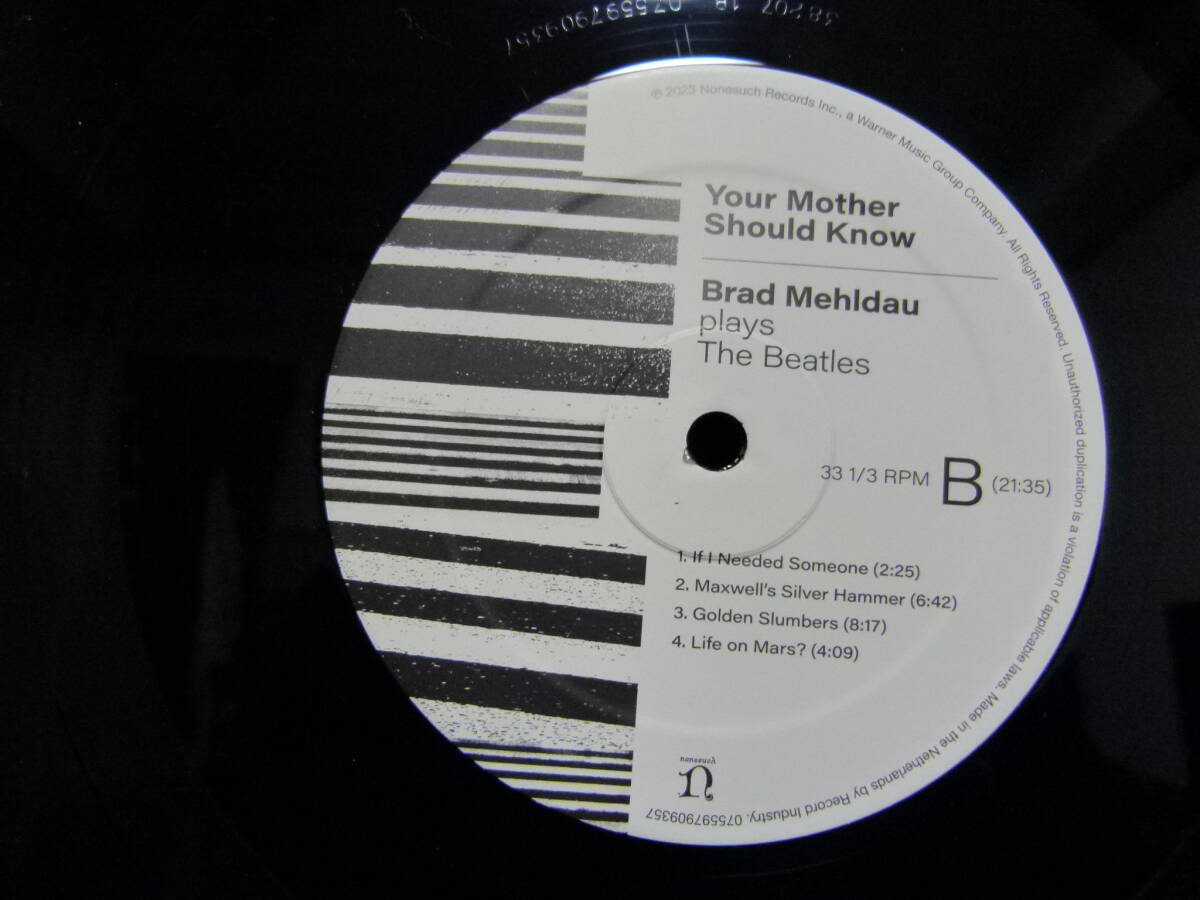 38207 1B 075597909357
℗ 2023 Nonesuch Records Inc., a Warner Music Group Company. All Rights Reserved. Unauthorized duplication is a violation of applicable laws. Made in the Netherlands by Record Industry. 075597909357
Your Mother
Should Know
Brad Mehldau
plays
The Beatles
33 1/3 RPM B (21:35)
1. If I Needed Someone (2:25)
2. Maxwell's Silver Hammer (6:42)
3. Golden Slumbers (8:17)
4. Life on Mars? (4:09)
nonesuch